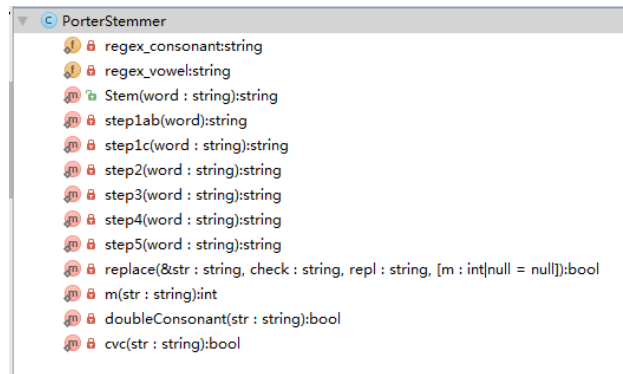 PorterStemmer
regex_consonant:string
regex_vowel:string
Stem(word : string):string
step1ab(word):string
step1c(word : string):string
step2(word : string):string
step3(word : string):string
step4(word : string):string
step5(word : string):string
replace(&str : string, check : string, repl : string, [m : int|null = null]):bool
m(str : string):int
doubleConsonant(str : string):bool
cvc(str : string):bool